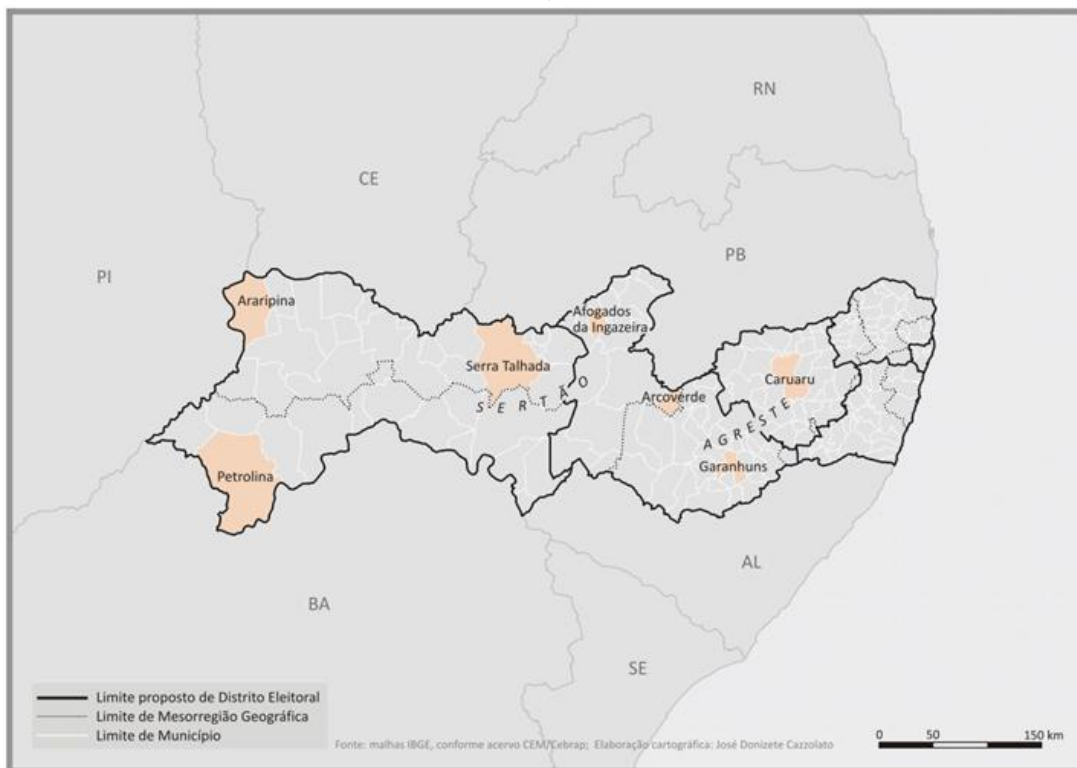 RN
CE
PB
PI
Araripina
Afogados
da Ingazeira
Serra Talhada
Caruaru
SERTÃO
Arcoverde
AGRESTE
Petrolina
Garanhuns
AL
BA
SE
Limite proposto de Distrito Eleitoral
Limite de Mesorregião Geográfica
Limite de Município
Fonte: malhas IBGE, conforme acervo CEM/Cebrap; Elaboração cartográfica: José Donizete Cazzolato
0 50 150 km